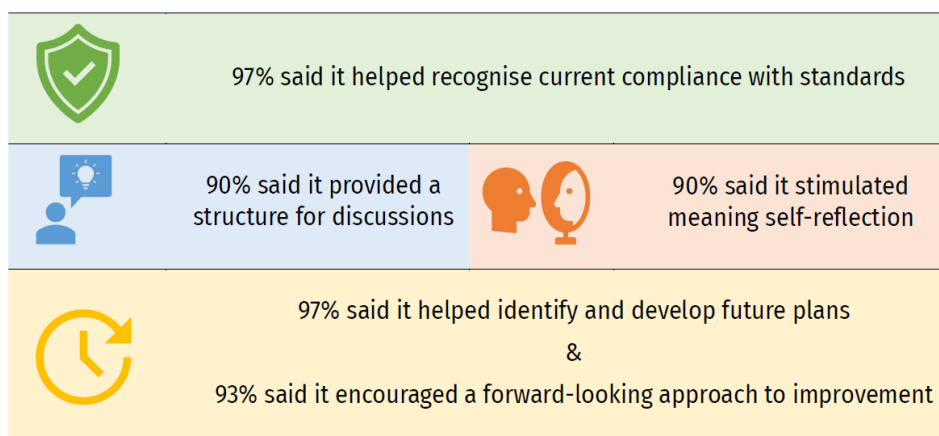 97% said it helped recognise current compliance with standards
90% said it provided a
structure for discussions
90% said it stimulated
meaning self-reflection
97% said it helped identify and develop future plans
&
93% said it encouraged a forward-looking approach to improvement